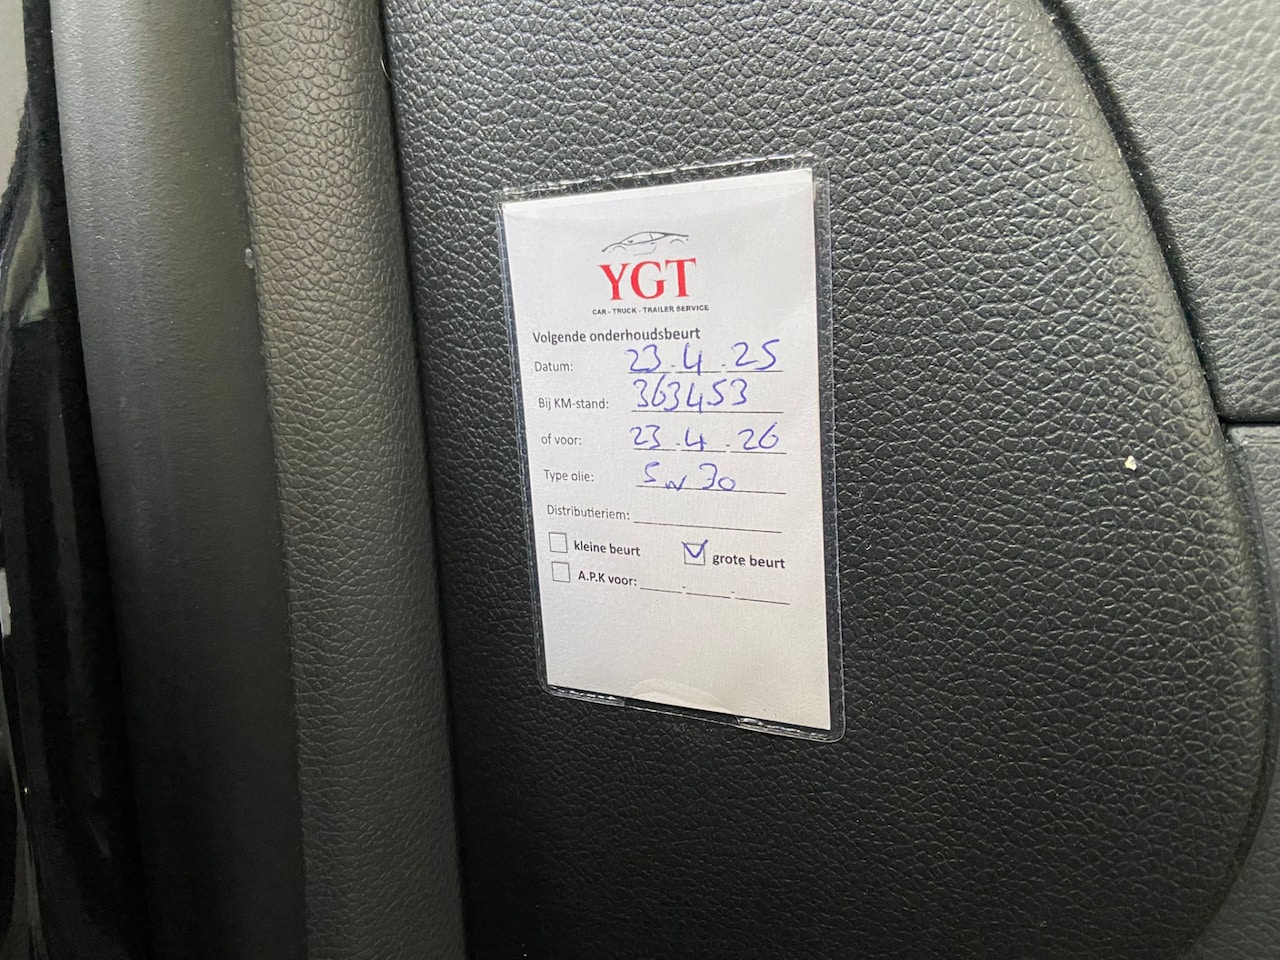 YGT
CAR - TRUCK - TRAILER SERVICE
Volgende onderhoudsbeurt
Datum: 23.4.25
Bij KM-stand: 363453
of voor: 23.4.26
Type olie: 5w30
Distributieriem:
kleine beurt grote beurt
A.P.K voor: